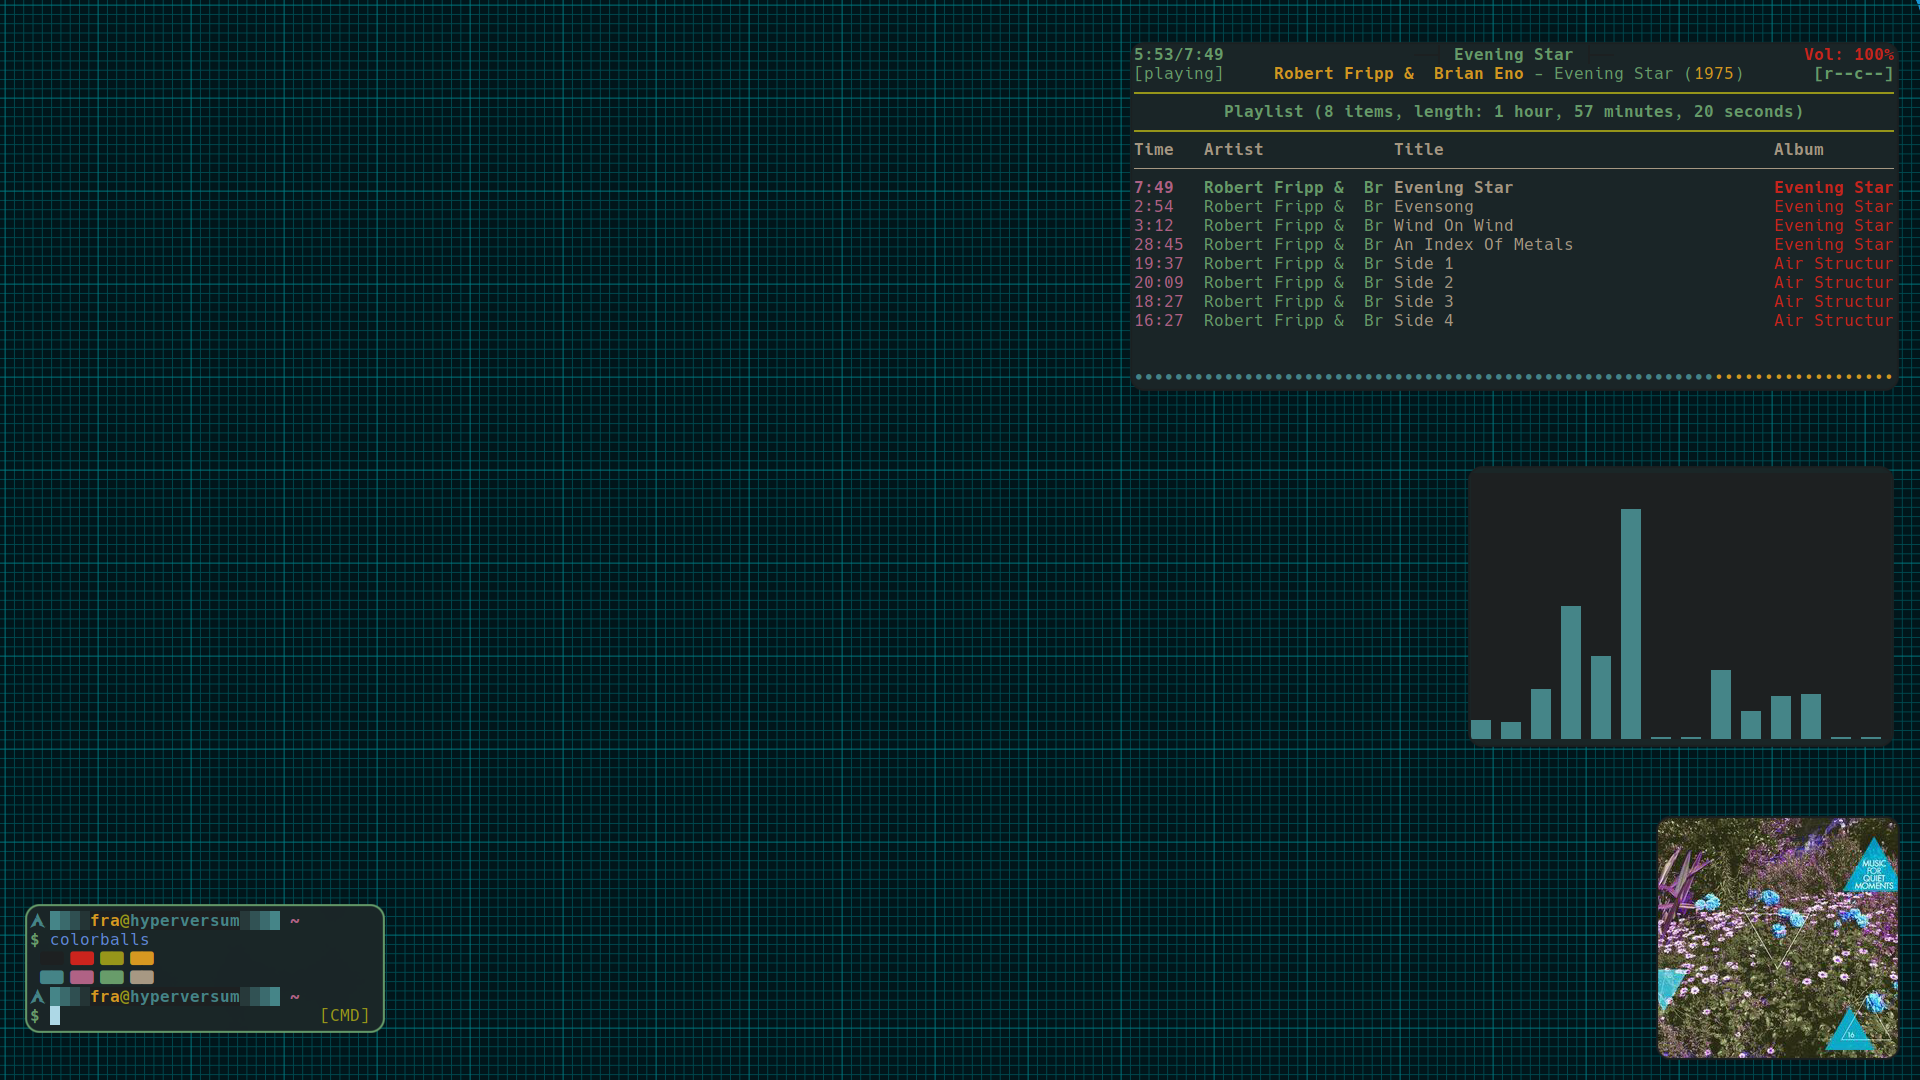 5:53/7:49 Evening Star Vol: 100%
[playing] Robert Fripp &  Brian Eno - Evening Star (1975) [r--c--]
Playlist (8 items, length: 1 hour, 57 minutes, 20 seconds)
Time Artist Title Album
7:49 Robert Fripp &  Br Evening Star Evening Star
2:54 Robert Fripp &  Br Evensong Evening Star
3:12 Robert Fripp &  Br Wind On Wind Evening Star
28:45 Robert Fripp &  Br An Index Of Metals Evening Star
19:37 Robert Fripp &  Br Side 1 Air Structur
20:09 Robert Fripp &  Br Side 2 Air Structur
18:27 Robert Fripp &  Br Side 3 Air Structur
16:27 Robert Fripp &  Br Side 4 Air Structur
MUSIC
FOR
QUIET
MOMENTS
16
fra@hyperversum ~
$ colorballs
fra@hyperversum ~
$ [CMD]